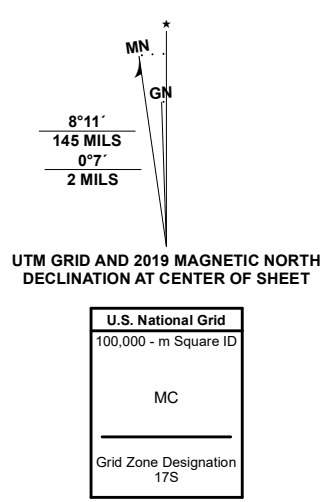 MN
GN
8°11´
145 MILS
0°7´
2 MILS
UTM GRID AND 2019 MAGNETIC NORTH
DECLINATION AT CENTER OF SHEET
U.S. National Grid
100,000 - m Square ID
MC
Grid Zone Designation
17S